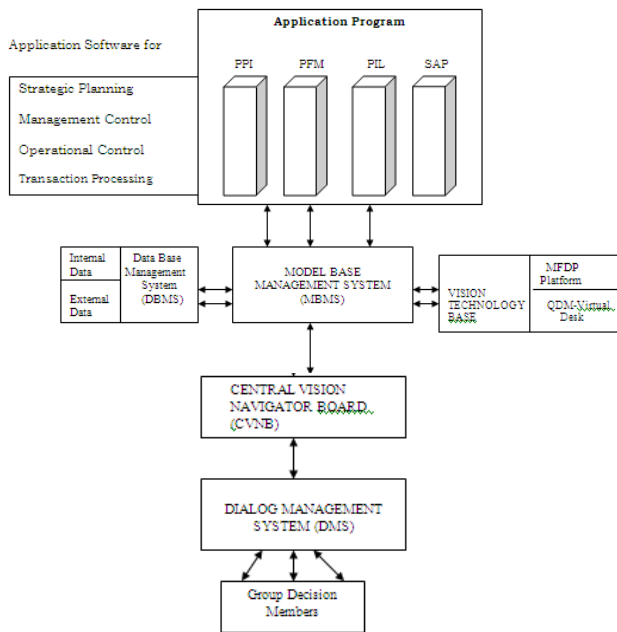 Application Program
Application Software for
PPI PFM PIL SAP
Strategic Planning
Management Control
Operational Control
Transaction Processing
Internal
Data
External
Data
Data Base
Management
System
(DBMS)
MODEL BASE
MANAGEMENT SYSTEM
(MBMS)
VISION
TECHNOLOGY
BASE
MFDP
Platform
QDM-Virtual
Desk
CENTRAL VISION
NAVIGATOR BOARD
(CVNB)
DIALOG MANAGEMENT
SYSTEM (DMS)
Group Decision
Members